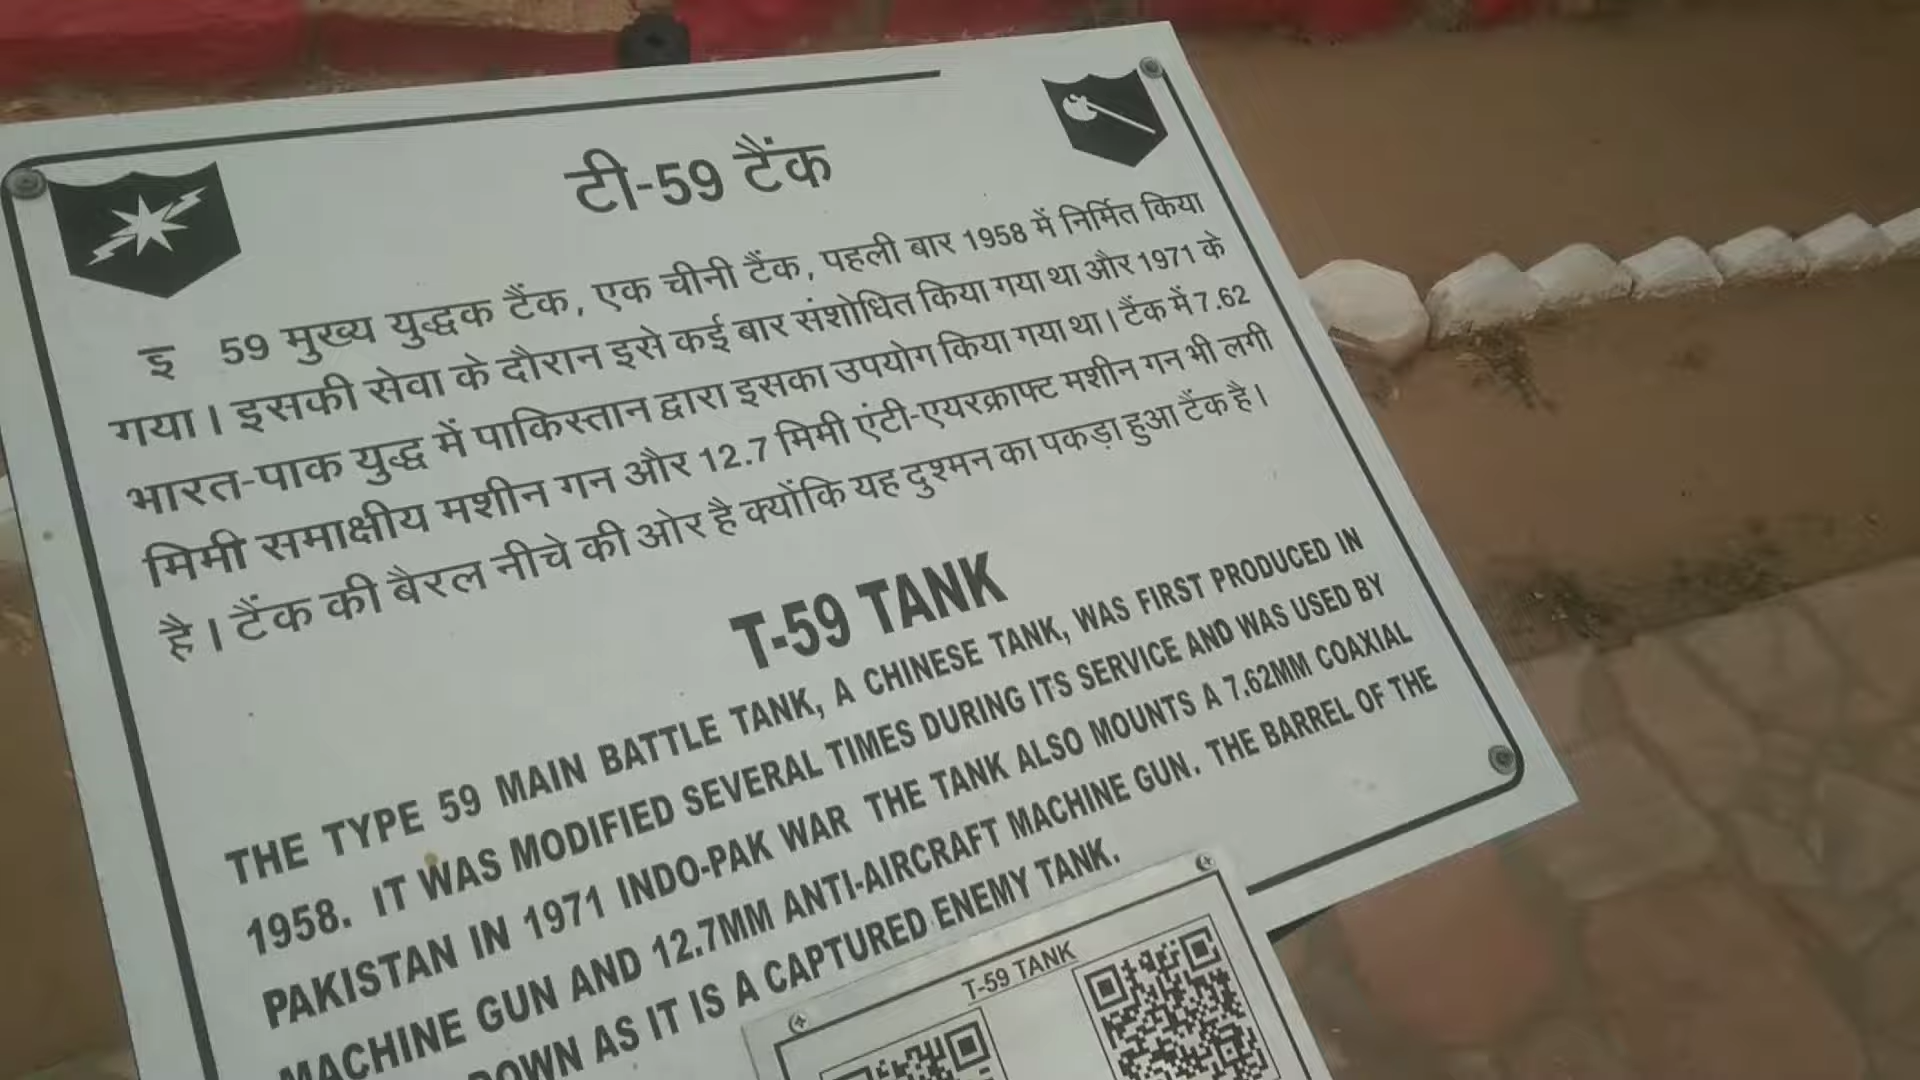 टी-59 टैंक
इ 59 मुख्य युद्धक टैंक, एक चीनी टैंक, पहली बार 1958 में निर्मित किया
गया। इसकी सेवा के दौरान इसे कई बार संशोधित किया गया था और 1971 के
भारत-पाक युद्ध में पाकिस्तान द्वारा इसका उपयोग किया गया था। टैंक में 7.62
मिमी समाक्षीय मशीन गन और 12.7 मिमी एंटी-एयरक्राफ्ट मशीन गन भी लगी
है। टैंक की बैरल नीचे की ओर है क्योंकि यह दुश्मन का पकड़ा हुआ टैंक है।
T-59 TANK
THE TYPE 59 MAIN BATTLE TANK, A CHINESE TANK, WAS FIRST PRODUCED IN
1958. IT WAS MODIFIED SEVERAL TIMES DURING ITS SERVICE AND WAS USED BY
PAKISTAN IN 1971 INDO-PAK WAR THE TANK ALSO MOUNTS A 7.62MM COAXIAL
MACHINE GUN AND 12.7MM ANTI-AIRCRAFT MACHINE GUN. THE BARREL OF THE
DOWN AS IT IS A CAPTURED ENEMY TANK.
T-59 TANK